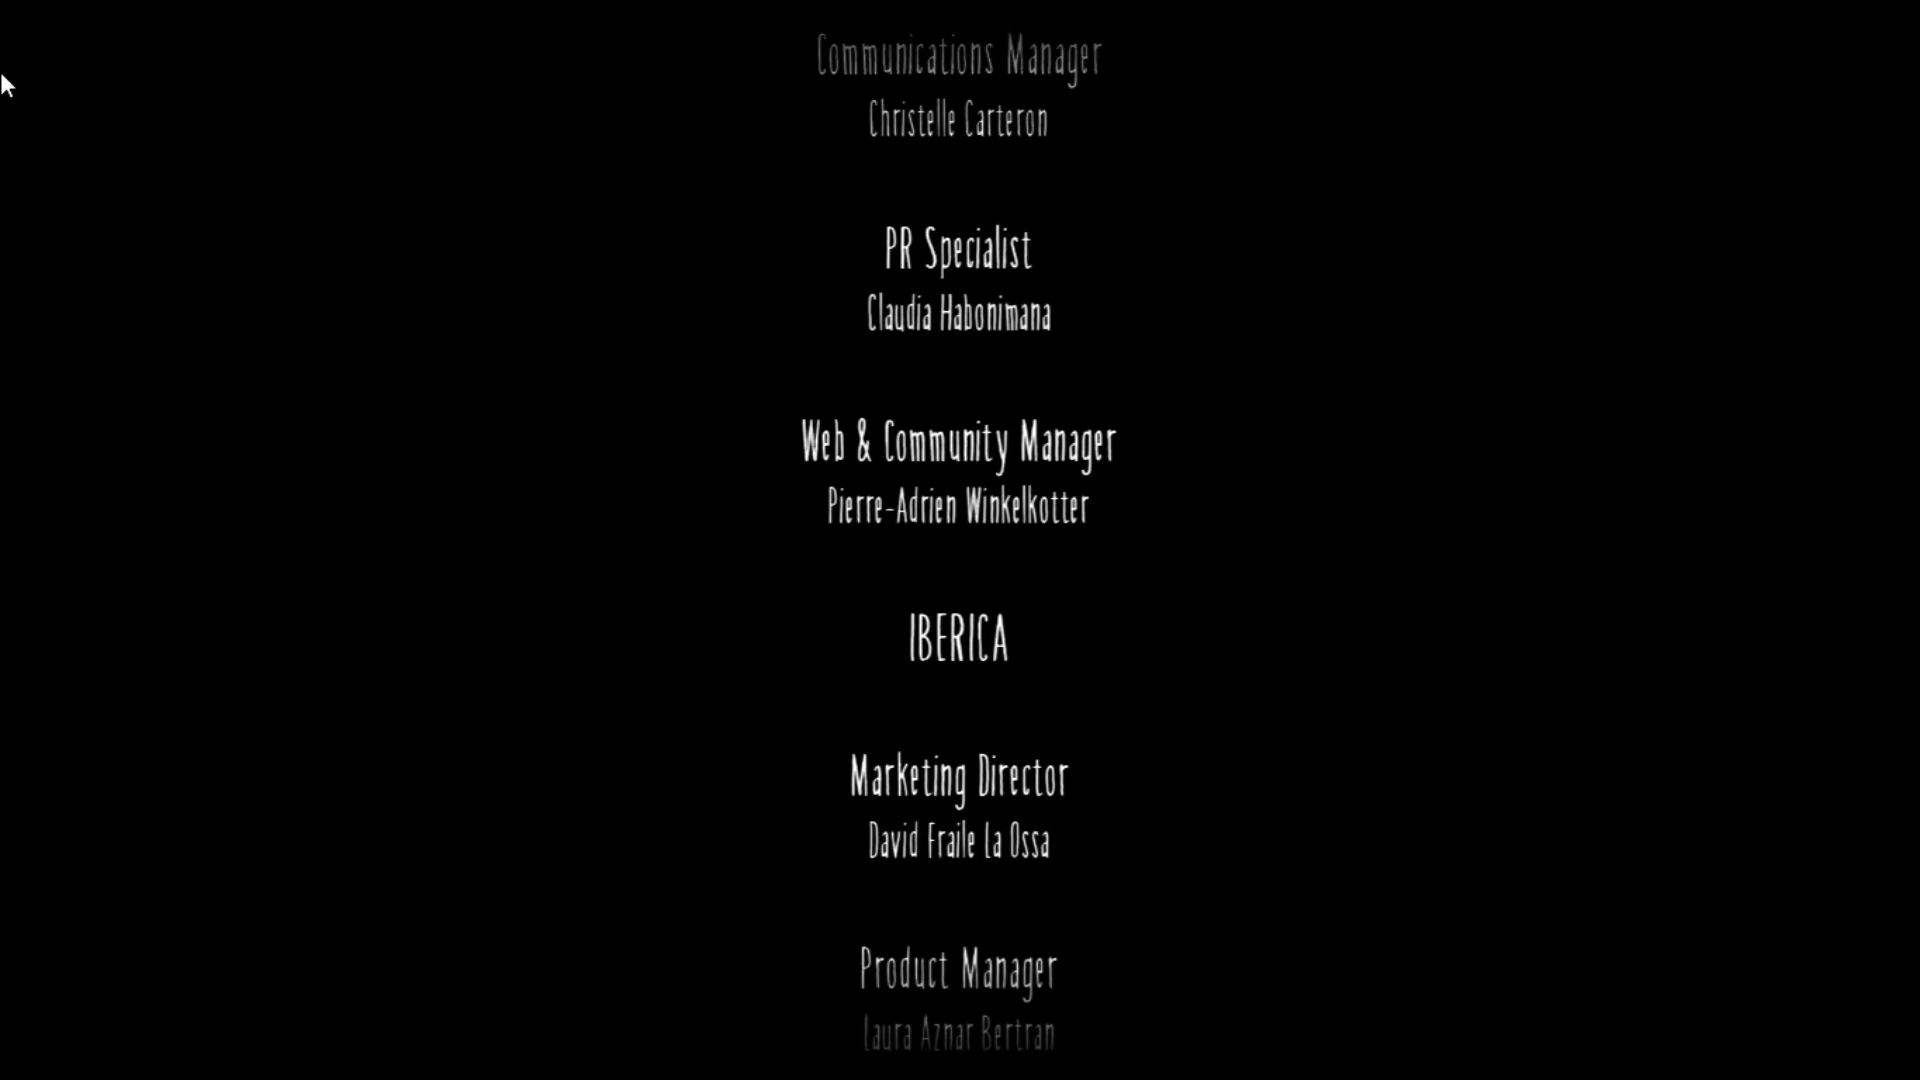 Communications Manager
Christelle Carteron
PR Specialist
Claudia Habonimana
Web & Community Manager
Pierre-Adrien Winkelkotter
IBERICA
Marketing Director
David Fraile La Ossa
Product Manager
Laura Aznar Bertran